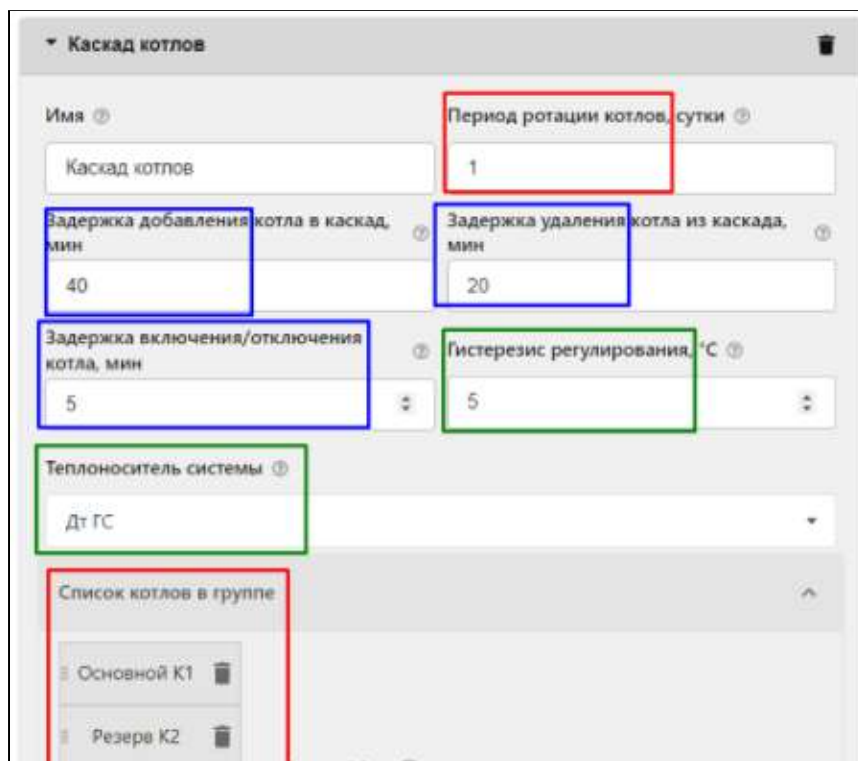 Каскад котлов
Имя
Период ротации котлов, сутки
Каскад котлов
1
Задержка добавления котла в каскад,
мин
Задержка удаления котла из каскада,
мин
40
20
Задержка включения/отключения
котла, мин
Гистерезис регулирования, °C
5
5
Теплоноситель системы
Дт ГС
Список котлов в группе
Основной К1
Резерв К2